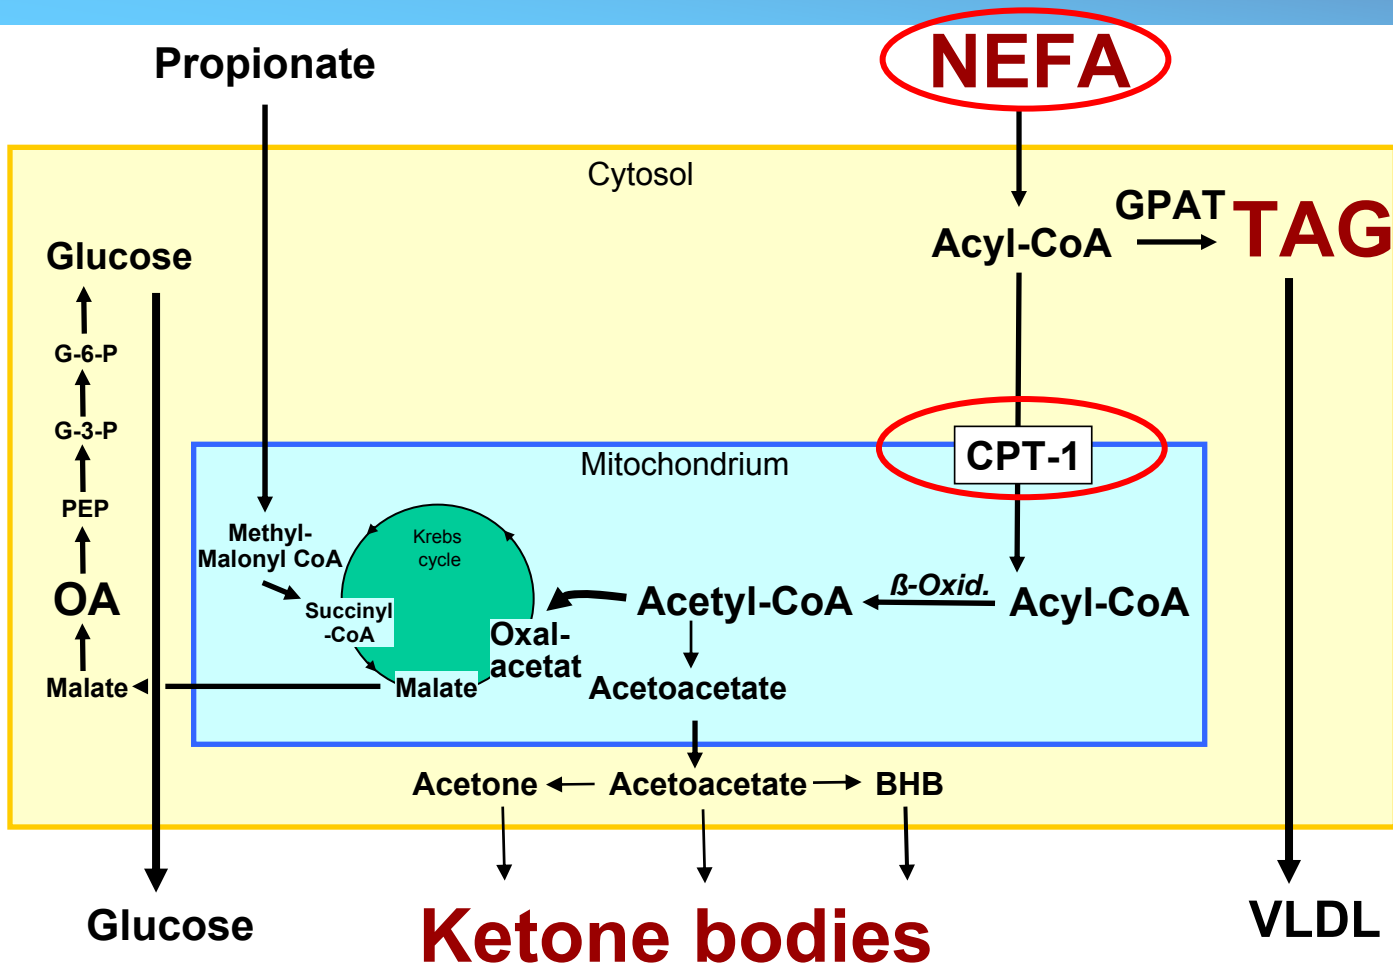 Propionate
NEFA
Cytosol
GPAT
TAG
Acyl-CoA
Glucose
G-6-P
G-3-P
PEP
OA
Malate
CPT-1
Mitochondrium
Methyl-
Malonyl CoA
Krebs
cycle
Succinyl
-CoA
Oxal-
acetat
Malate
Acetyl-CoA
ß-Oxid.
Acyl-CoA
Acetoacetate
Acetone
Acetoacetate
BHB
Glucose
Ketone bodies
VLDL